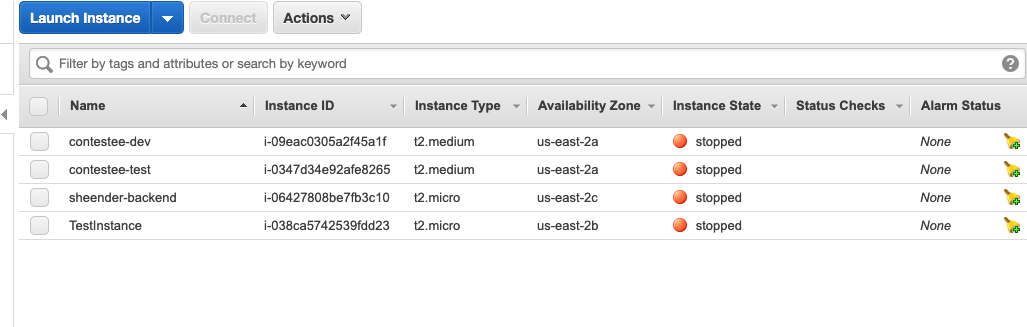 Launch Instance Connect Actions
Filter by tags and attributes or search by keyword ?
Name Instance ID Instance Type Availability Zone Instance State Status Checks Alarm Status
contestee-dev i-09eac0305a2f45a1f t2.medium us-east-2a stopped None
contestee-test i-0347d34e92afe8265 t2.medium us-east-2a stopped None
sheender-backend i-06427808be7fb3c10 t2.micro us-east-2c stopped None
TestInstance i-038ca5742539fdd23 t2.micro us-east-2b stopped None